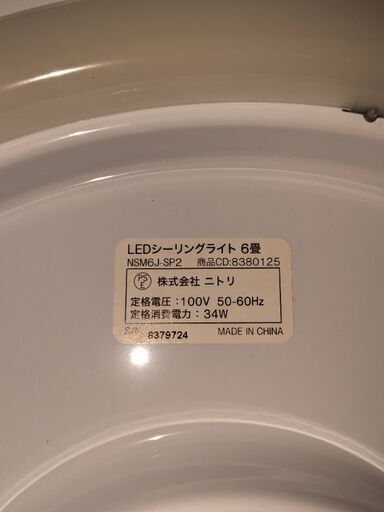 LEDシーリングライト 6畳
NSM6J-SP2 商品CD:8380125
PSE 株式会社 ニトリ
定格電圧:100V 50-60Hz
定格消費電力:34W
S/N 8379724 MADE IN CHINA